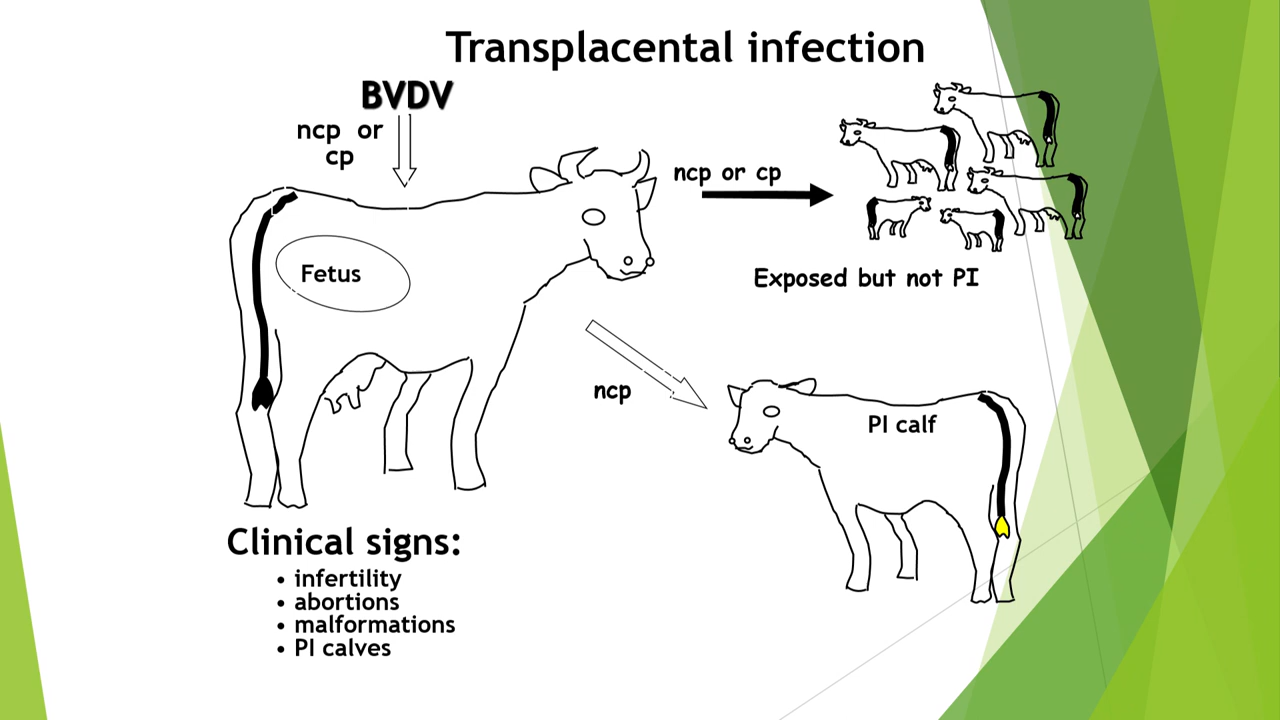 Transplacental infection
BVDV
ncp or
cp
ncp or cp
Fetus
Exposed but not PI
ncp
PI calf
Clinical signs:
• infertility
• abortions
• malformations
• PI calves